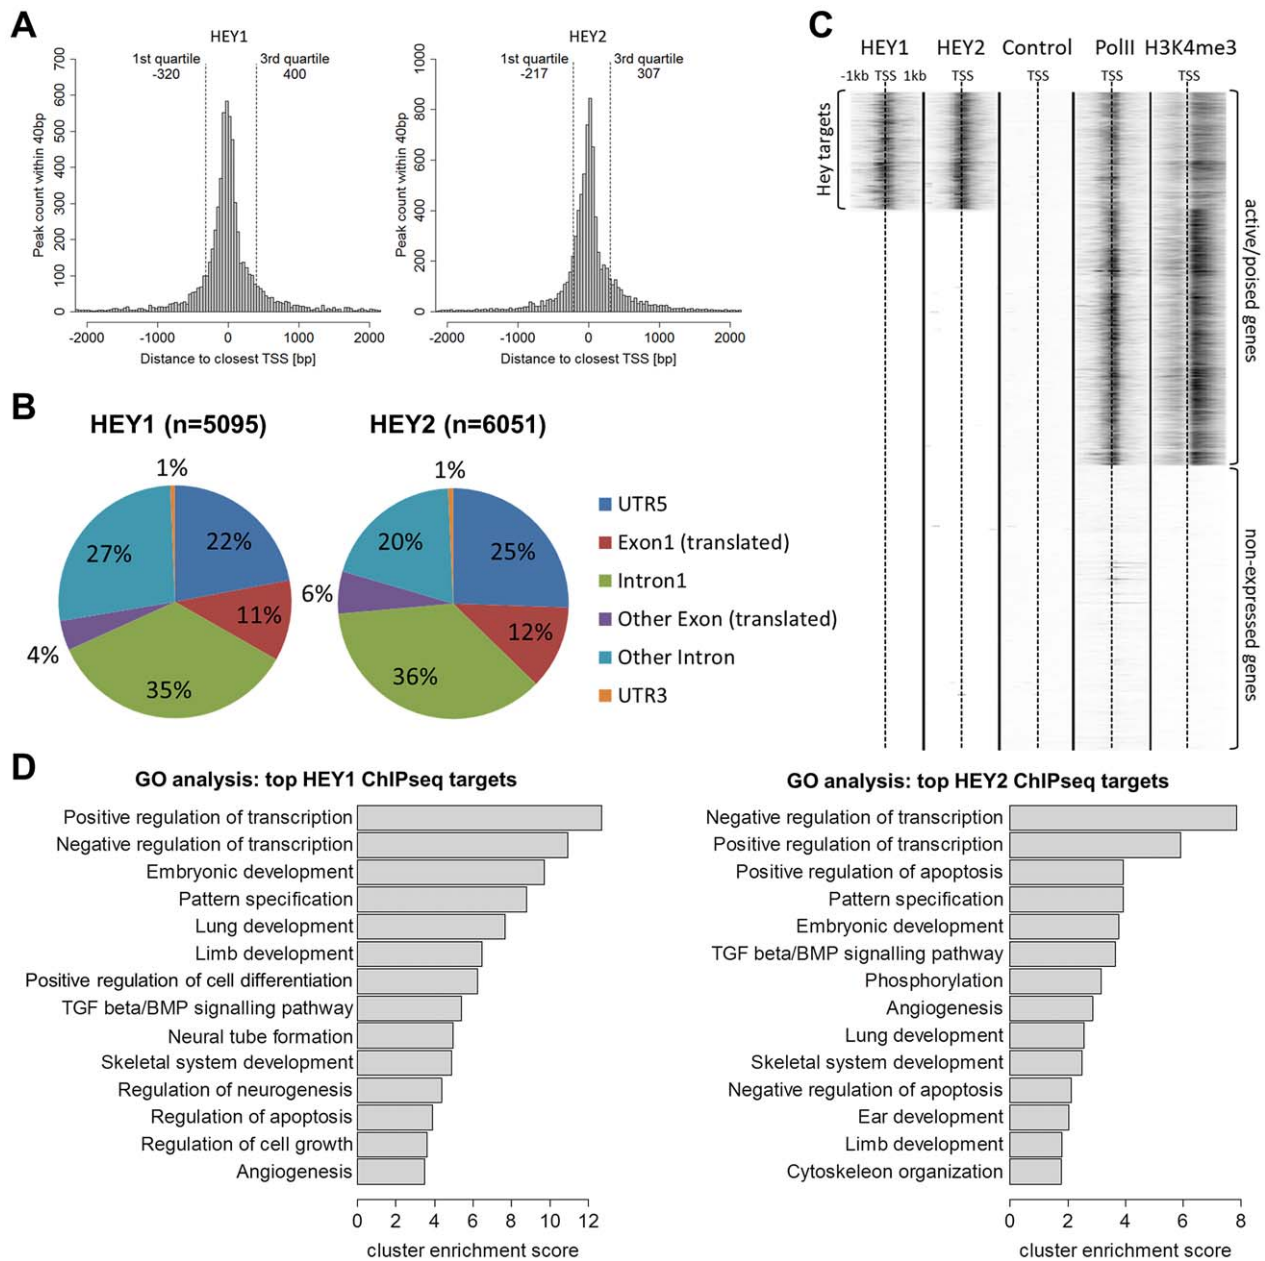 A
HEY1
1st quartile
-320
3rd quartile
400
Peak count within 40bp
0
100
200
300
400
500
600
700
-2000
-1000
0
1000
2000
Distance to closest TSS [bp]
HEY2
1st quartile
-217
3rd quartile
307
Peak count within 40bp
0
200
400
600
800
1000
-2000
-1000
0
1000
2000
Distance to closest TSS [bp]
B
HEY1 (n=5095)
1%
22%
11%
35%
4%
27%
HEY2 (n=6051)
1%
25%
12%
36%
6%
20%
UTR5
Exon1 (translated)
Intron1
Other Exon (translated)
Other Intron
UTR3
C
HEY1 HEY2 Control PolII H3K4me3
-1kb TSS 1kb TSS TSS TSS TSS
Hey targets
active/poised genes
non-expressed genes
D
GO analysis: top HEY1 ChIPseq targets
Positive regulation of transcription
Negative regulation of transcription
Embryonic development
Pattern specification
Lung development
Limb development
Positive regulation of cell differentiation
TGF beta/BMP signalling pathway
Neural tube formation
Skeletal system development
Regulation of neurogenesis
Regulation of apoptosis
Regulation of cell growth
Angiogenesis
0 2 4 6 8 10 12
cluster enrichment score
GO analysis: top HEY2 ChIPseq targets
Negative regulation of transcription
Positive regulation of transcription
Positive regulation of apoptosis
Pattern specification
Embryonic development
TGF beta/BMP signalling pathway
Phosphorylation
Angiogenesis
Lung development
Skeletal system development
Negative regulation of apoptosis
Ear development
Limb development
Cytoskeleon organization
0 2 4 6 8
cluster enrichment score